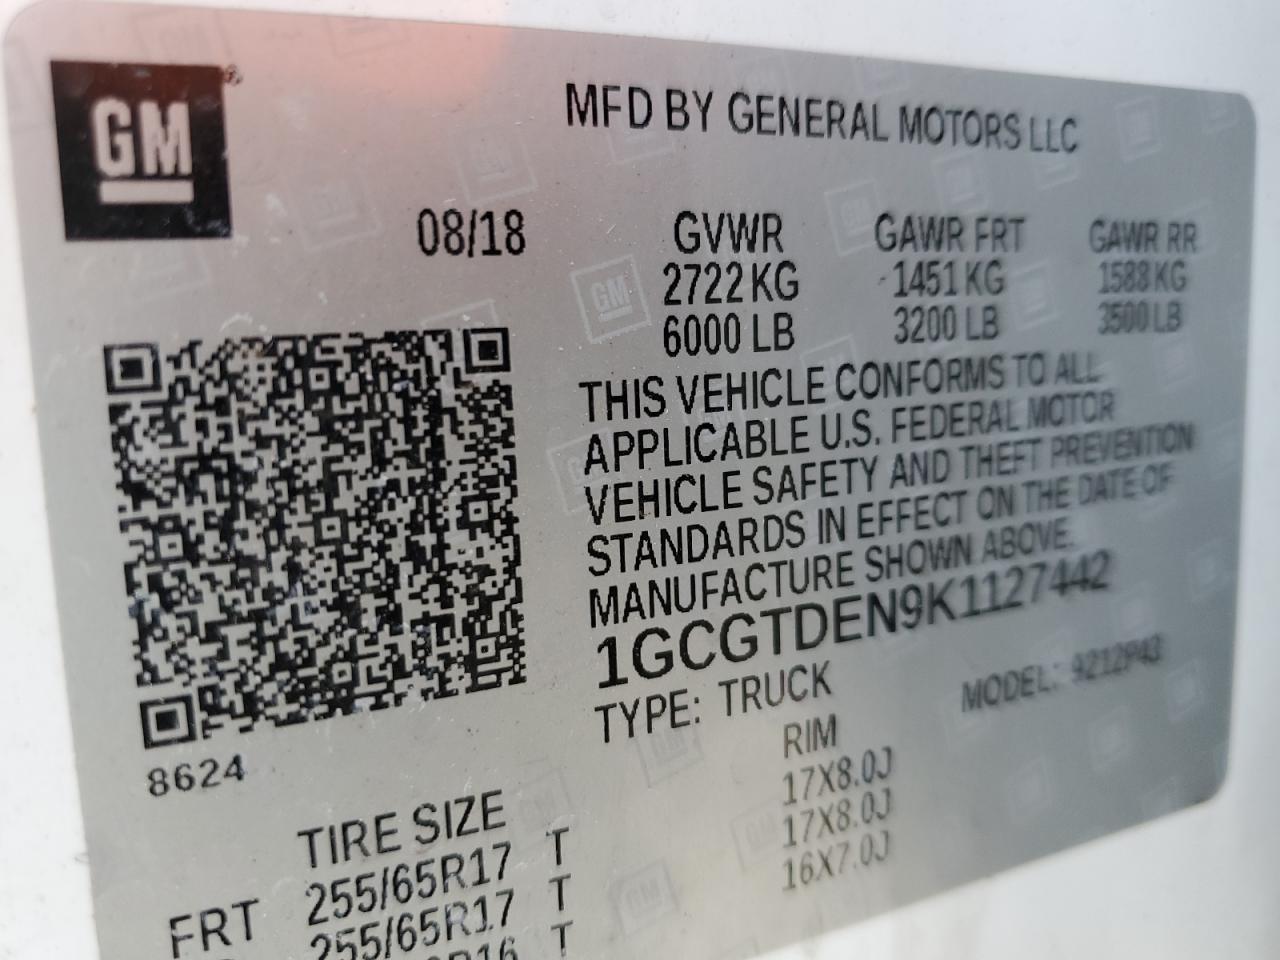 GM®
MFD BY GENERAL MOTORS LLC
08/18 GVWR GAWR FRT GAWR RR
2722 KG 1451 KG 1588 KG
6000 LB 3200 LB 3500 LB
THIS VEHICLE CONFORMS TO ALL
APPLICABLE U.S. FEDERAL MOTOR
VEHICLE SAFETY AND THEFT PREVENTION
STANDARDS IN EFFECT ON THE DATE OF
MANUFACTURE SHOWN ABOVE.
1GCGTDEN9K1127442
TYPE: TRUCK MODEL: 9212P43
8624
TIRE SIZE RIM
FRT 255/65R17 T 17X8.0J
255/65R17 T 17X8.0J
T 16X7.0J